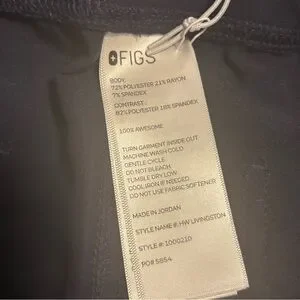 FIGS
BODY:
72% POLYESTER 21% RAYON
7% SPANDEX
CONTRAST:
82% POLYESTER 18% SPANDEX
100% AWESOME
TURN GARMENT INSIDE OUT
MACHINE WASH COLD
GENTLE CYCLE
DO NOT BLEACH
TUMBLE DRY LOW
COOL IRON IF NEEDED
DO NOT USE FABRIC SOFTENER
MADE IN JORDAN
STYLE NAME #: HW LIVINGSTON
STYLE #: 1000210
PO# 5854